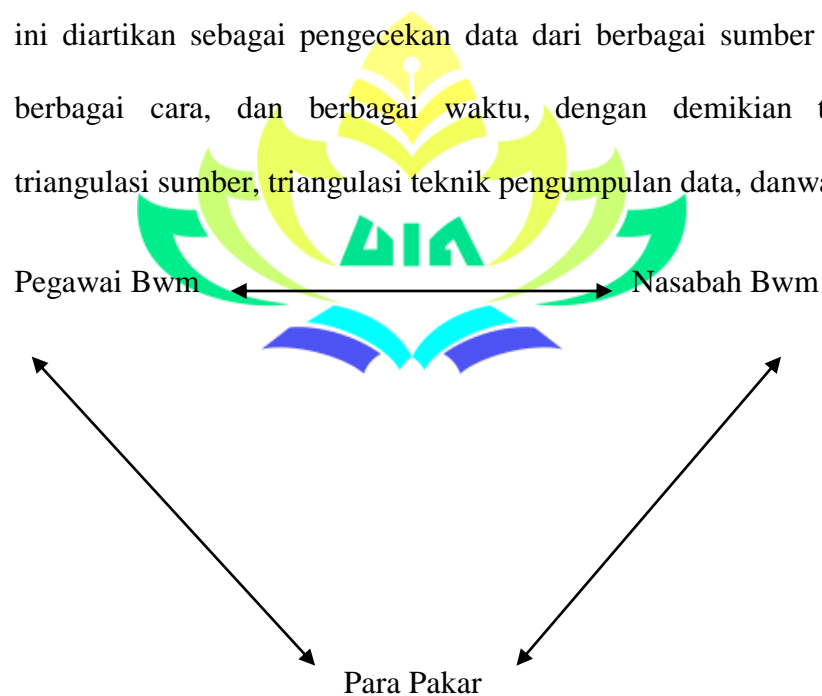 ini diartikan sebagai pengecekan data dari berbagai sumber
berbagai cara, dan berbagai waktu, dengan demikian
triangulasi sumber, triangulasi teknik pengumpulan data,
Pegawai Bwm Nasabah Bwm
Para Pakar